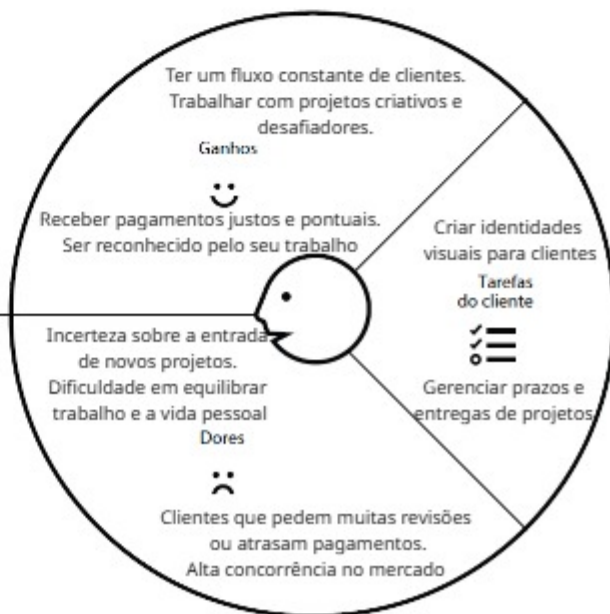 Ter um fluxo constante de clientes.
Trabalhar com projetos criativos e
desafiadores.
Ganhos
Receber pagamentos justos e pontuais.
Ser reconhecido pelo seu trabalho
Criar identidades
visuais para clientes
Tarefas
do cliente
Gerenciar prazos e
entregas de projetos
Incerteza sobre a entrada
de novos projetos.
Dificuldade em equilibrar
trabalho e a vida pessoal
Dores
Clientes que pedem muitas revisões
ou atrasam pagamentos.
Alta concorrência no mercado